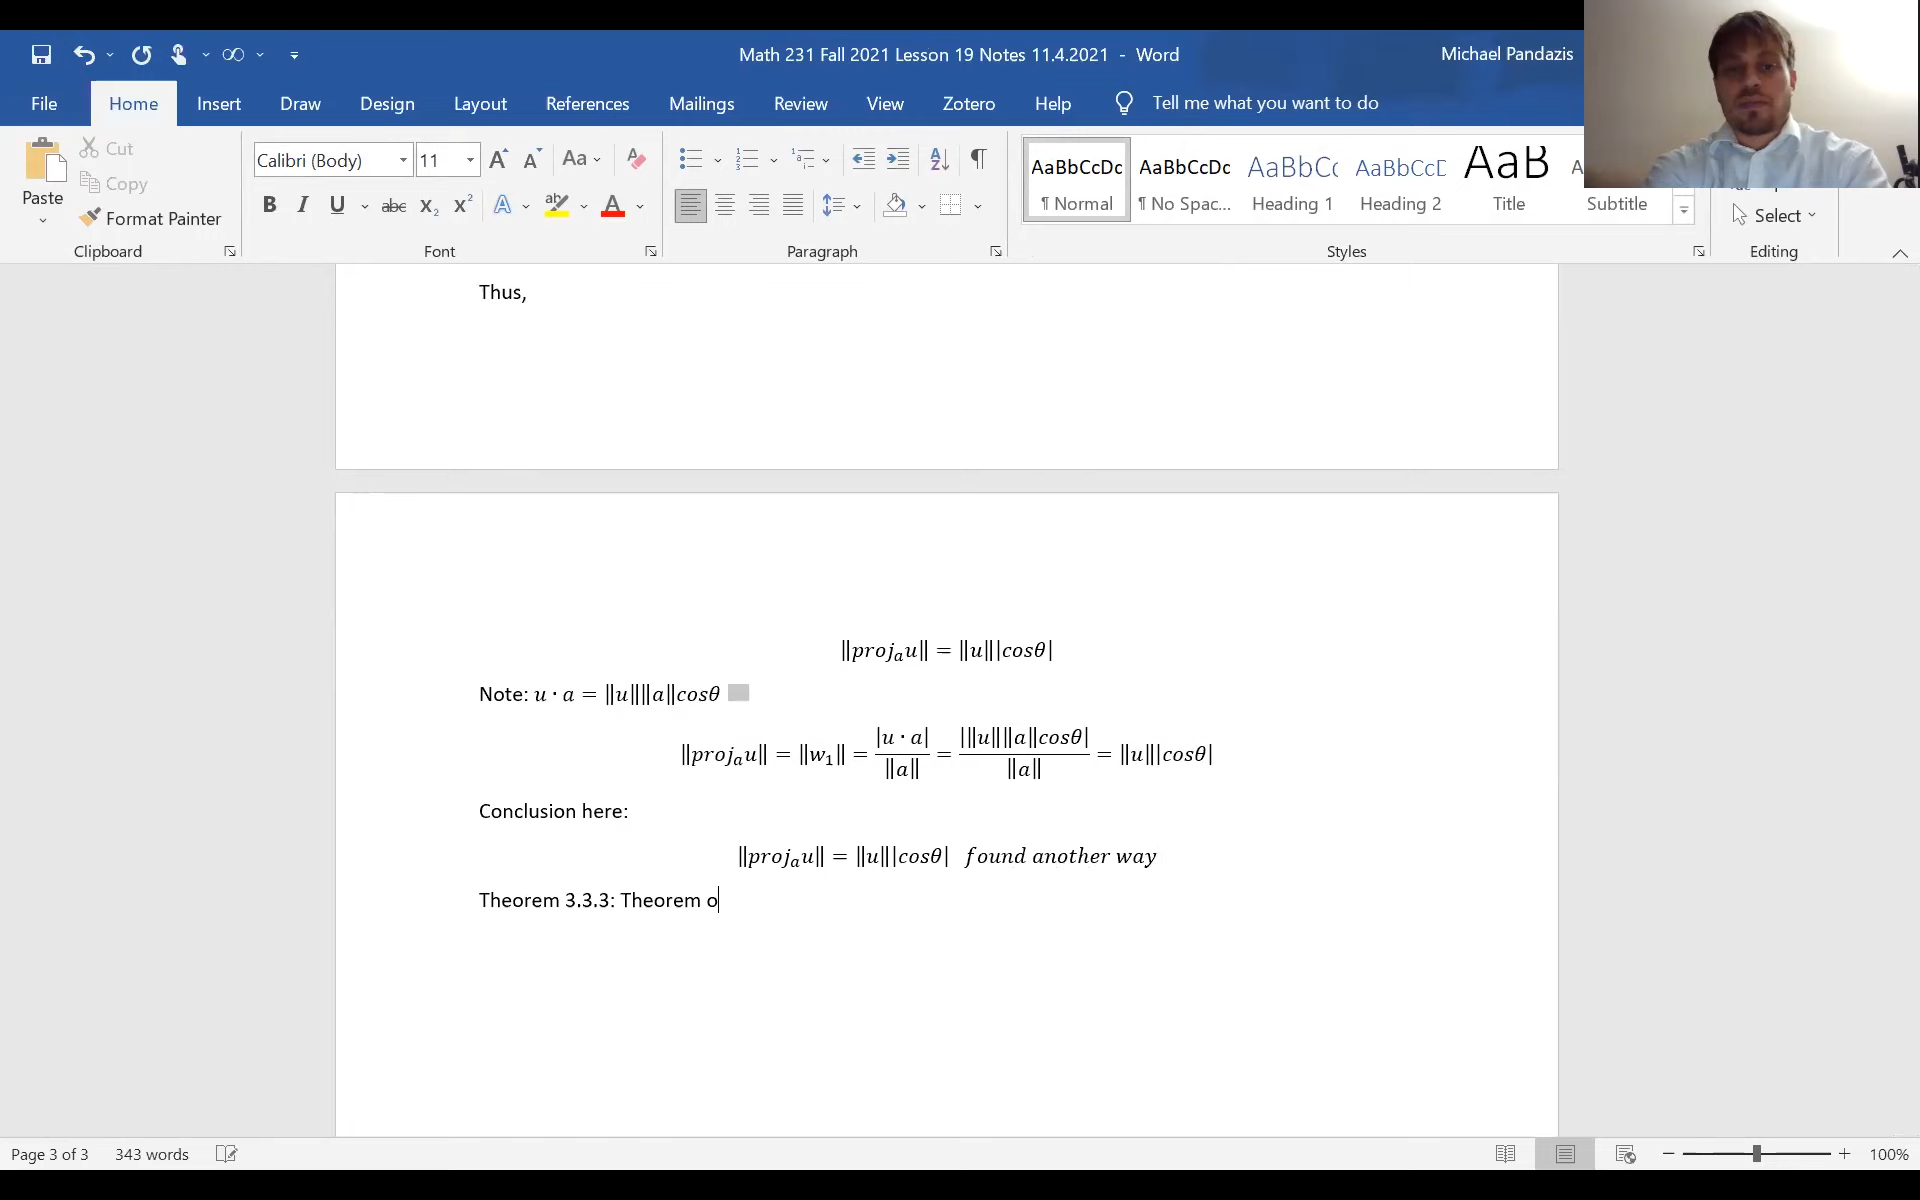 Math 231 Fall 2021 Lesson 19 Notes 11.4.2021 - Word
Michael Pandazis
File Home Insert Draw Design Layout References Mailings Review View Zotero Help Tell me what you want to do
Paste
Cut
Copy
Format Painter
Clipboard
Calibri (Body) 11
Font
Paragraph
AaBbCcDc AaBbCcDc AaBbCc AaBbCcD AaB
¶ Normal ¶ No Spac... Heading 1 Heading 2 Title Subtitle
Styles
Select
Editing
Thus,
‖proj_a u‖ = ‖u‖|cosθ|
Note: u · a = ‖u‖‖a‖cosθ
‖proj_a u‖ = ‖w₁‖ = |u · a| / ‖a‖ = |‖u‖‖a‖cosθ| / ‖a‖ = ‖u‖|cosθ|
Conclusion here:
‖proj_a u‖ = ‖u‖|cosθ| found another way
Theorem 3.3.3: Theorem o
Page 3 of 3 343 words 100%